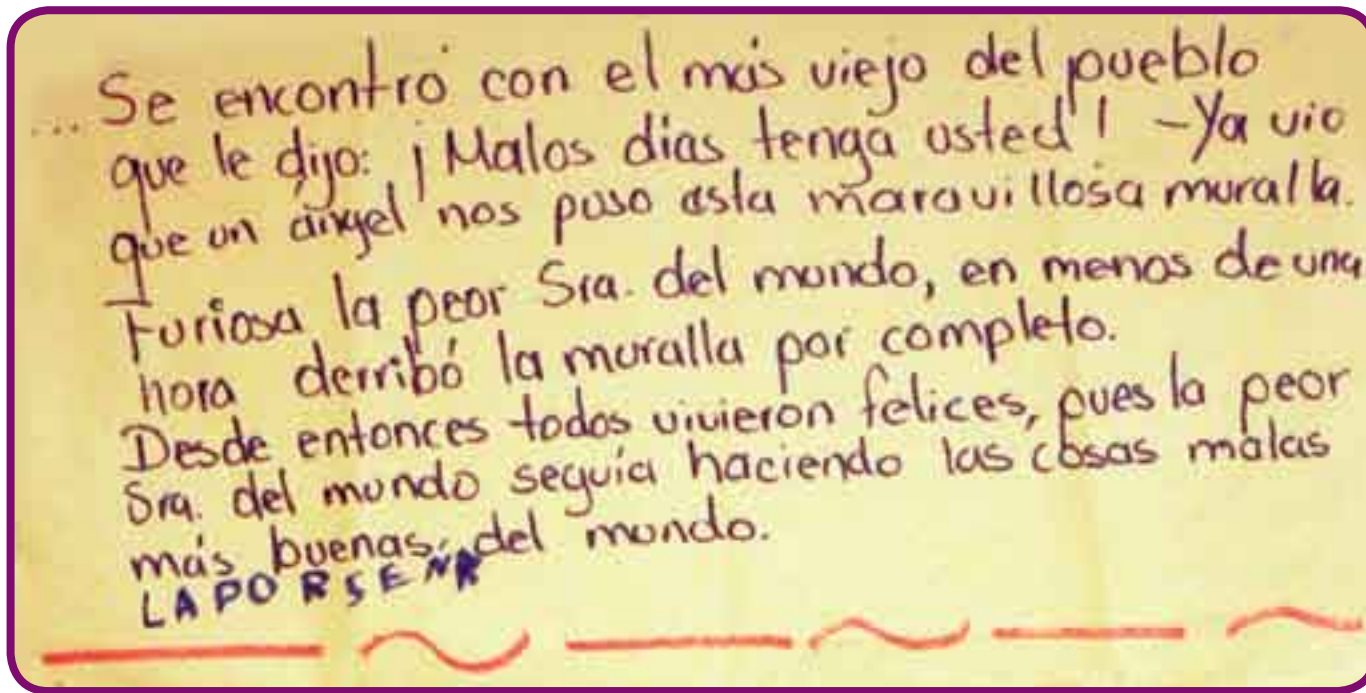 ... Se encontró con el más viejo del pueblo
que le dijo: ¡Malos días tenga usted! -Ya vio
que un ángel nos puso esta maravillosa muralla.
Furiosa la peor Sra. del mundo, en menos de una
hora derribó la muralla por completo.
Desde entonces todos vivieron felices, pues la peor
Sra. del mundo seguía haciendo las cosas malas
más buenas, del mundo.
LA PO R S E Ñ R